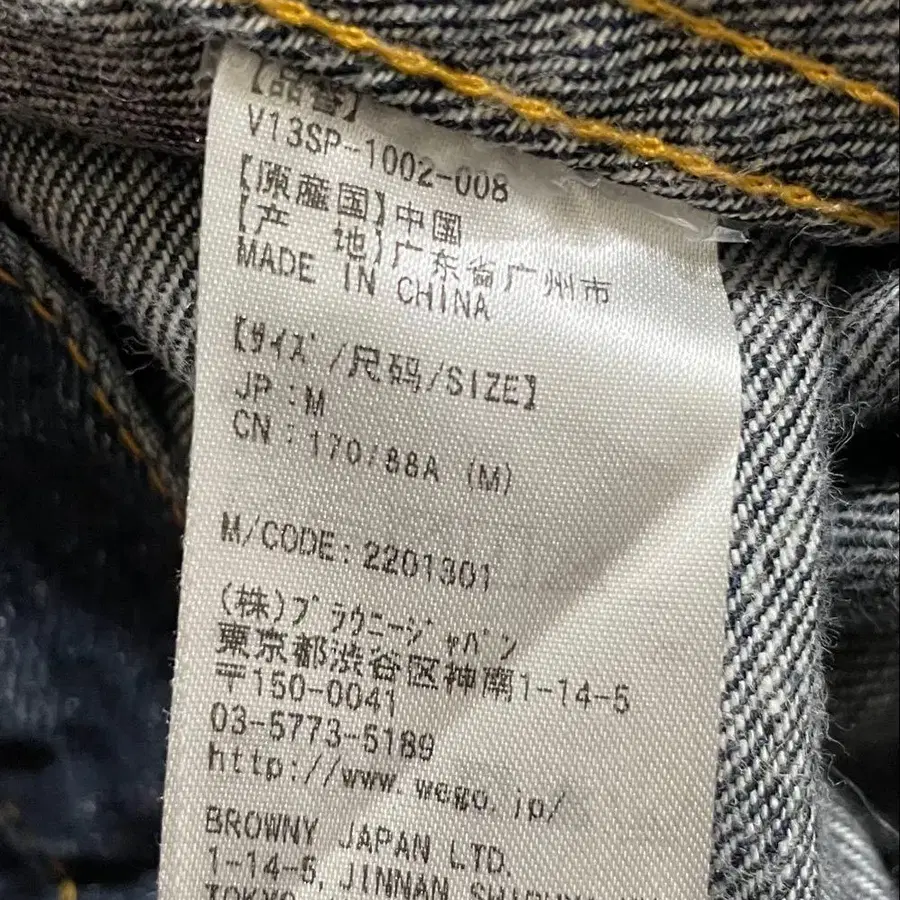 【品番】
V13SP-1002-008
【原産国】中国
【产 地】广东省广州市
MADE IN CHINA
【サイズ/尺码/SIZE】
JP:M
CN:170/88A (M)
M/CODE:2201301
(株)ブラウニージャパン
東京都渋谷区神南1-14-5
〒150-0041
03-5773-5189
http://www.wego.jp/
BROWNY JAPAN LTD.
1-14-5, JINNAN SHIBUYA
TOKYO